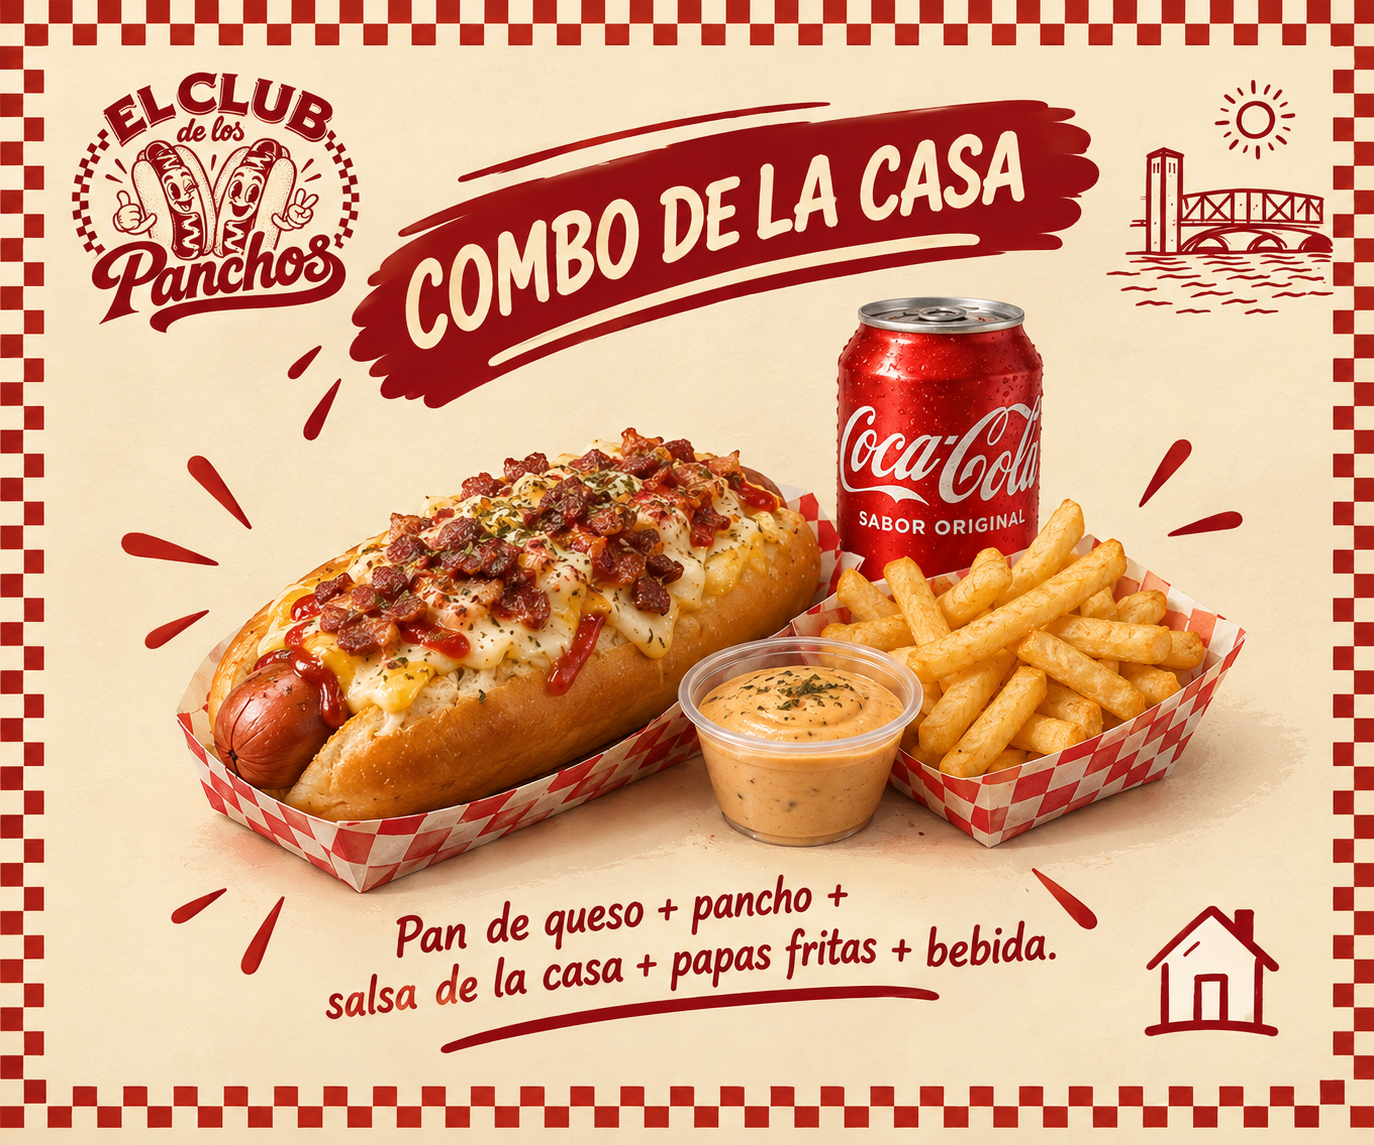 EL CLUB
de los
Panchos
COMBO DE LA CASA
Coca-Cola
SABOR ORIGINAL
Pan de queso + pancho +
salsa de la casa + papas fritas + bebida.